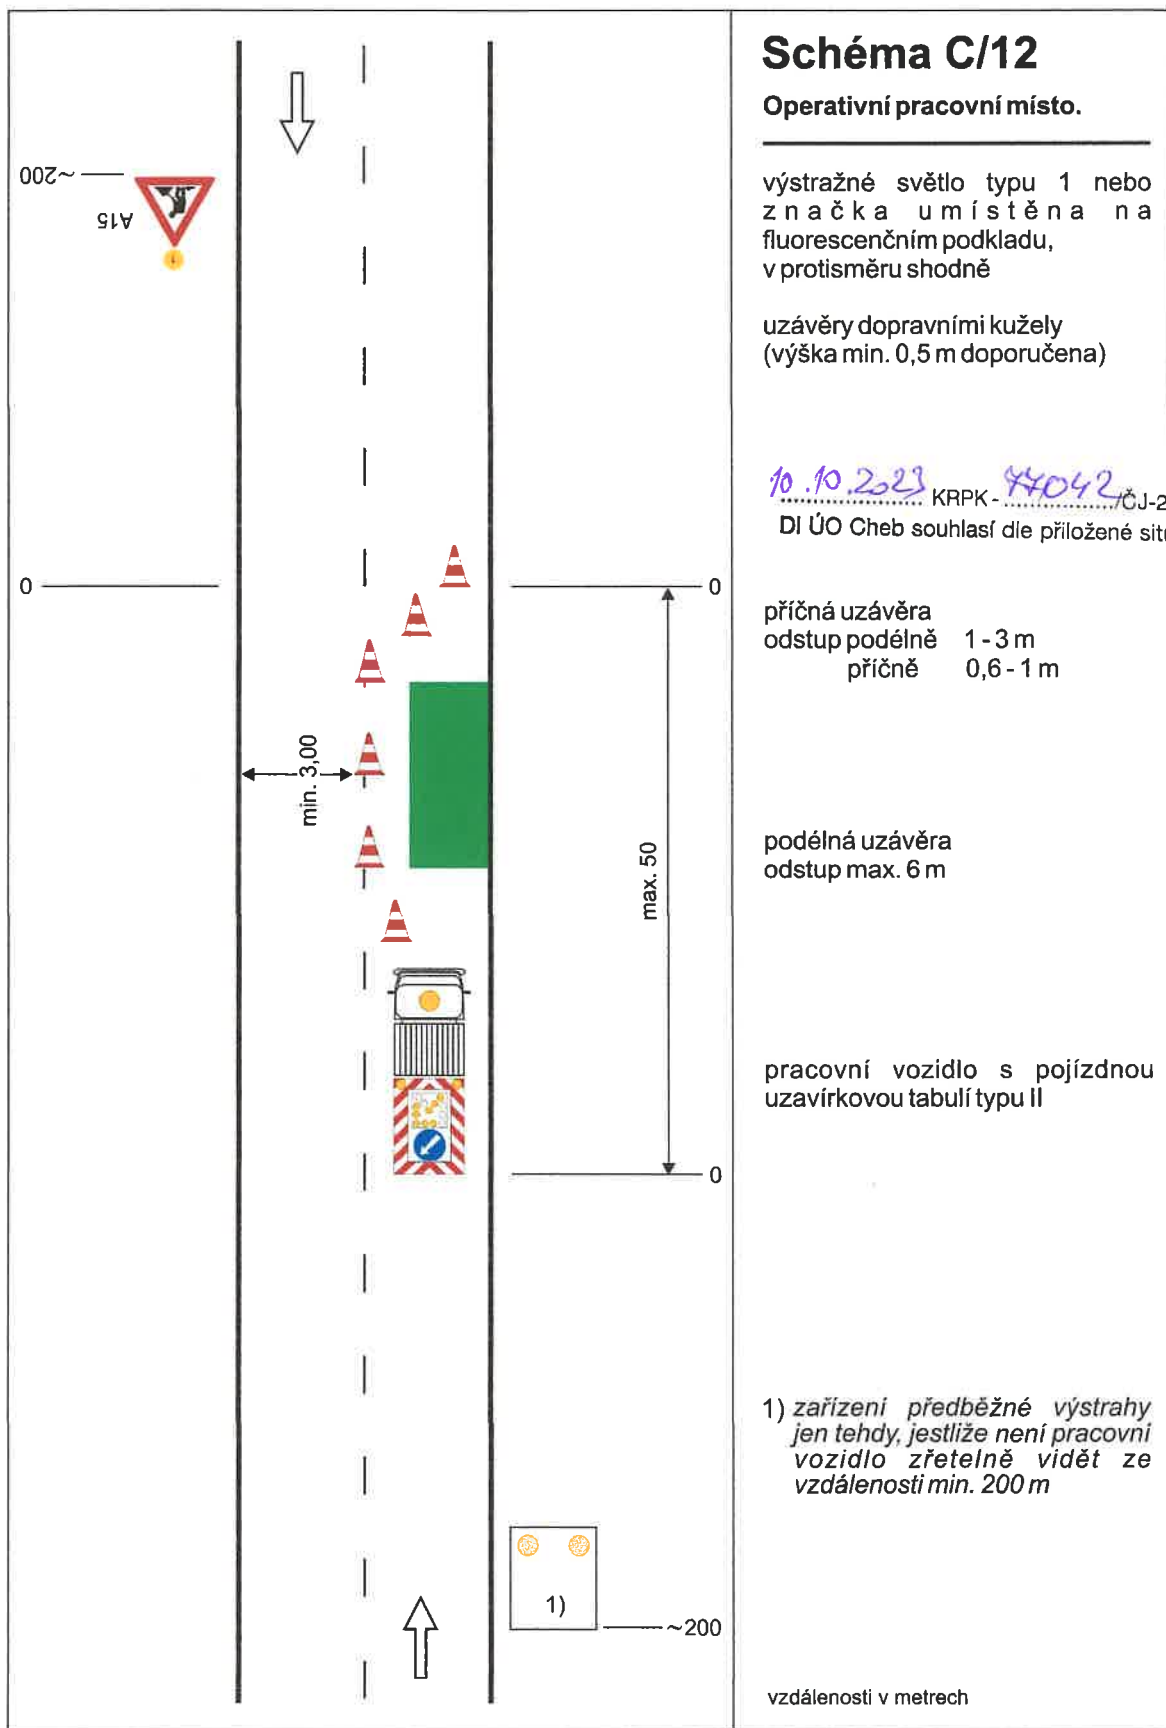 Schéma C/12
Operativní pracovní místo.
výstražné světlo typu 1 nebo
značka umístěna na
fluorescenčním podkladu,
v protisměru shodně
uzávěry dopravními kužely
(výška min. 0,5 m doporučena)
10.10.2023 KRPK - 77042 /ČJ-2
DI ÚO Cheb souhlasí dle přiložené situ
příčná uzávěra
odstup podélně 1 - 3 m
příčně 0,6 - 1 m
podélná uzávěra
odstup max. 6 m
pracovní vozidlo s pojízdnou
uzavírkovou tabulí typu II
1) zařízení předběžné výstrahy
jen tehdy, jestliže není pracovní
vozidlo zřetelně vidět ze
vzdálenosti min. 200 m
vzdálenosti v metrech
~200
A15
0
0
min. 3,00
max. 50
0
1)
~200